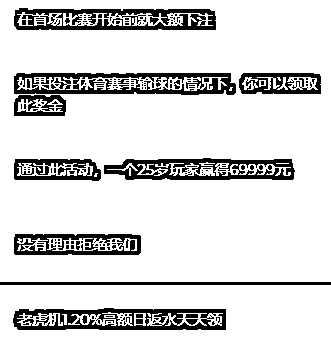 在首场比赛开始前就大额下注
如果投注体育赛事输球的情况下，你可以领取
此奖金
通过此活动，一个25岁玩家赢得69999元
没有理由拒绝我们
老虎机1.20%高额日返水天天领